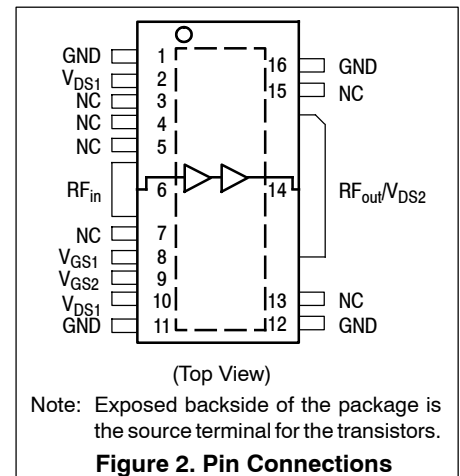 GND 1 16 GND
VDS1 2 15 NC
NC 3
NC 4
NC 5
RFin 6 14 RFout/VDS2
NC 7
VGS1 8
VGS2 9
VDS1 10 13 NC
GND 11 12 GND
(Top View)
Note: Exposed backside of the package is
the source terminal for the transistors.
Figure 2. Pin Connections